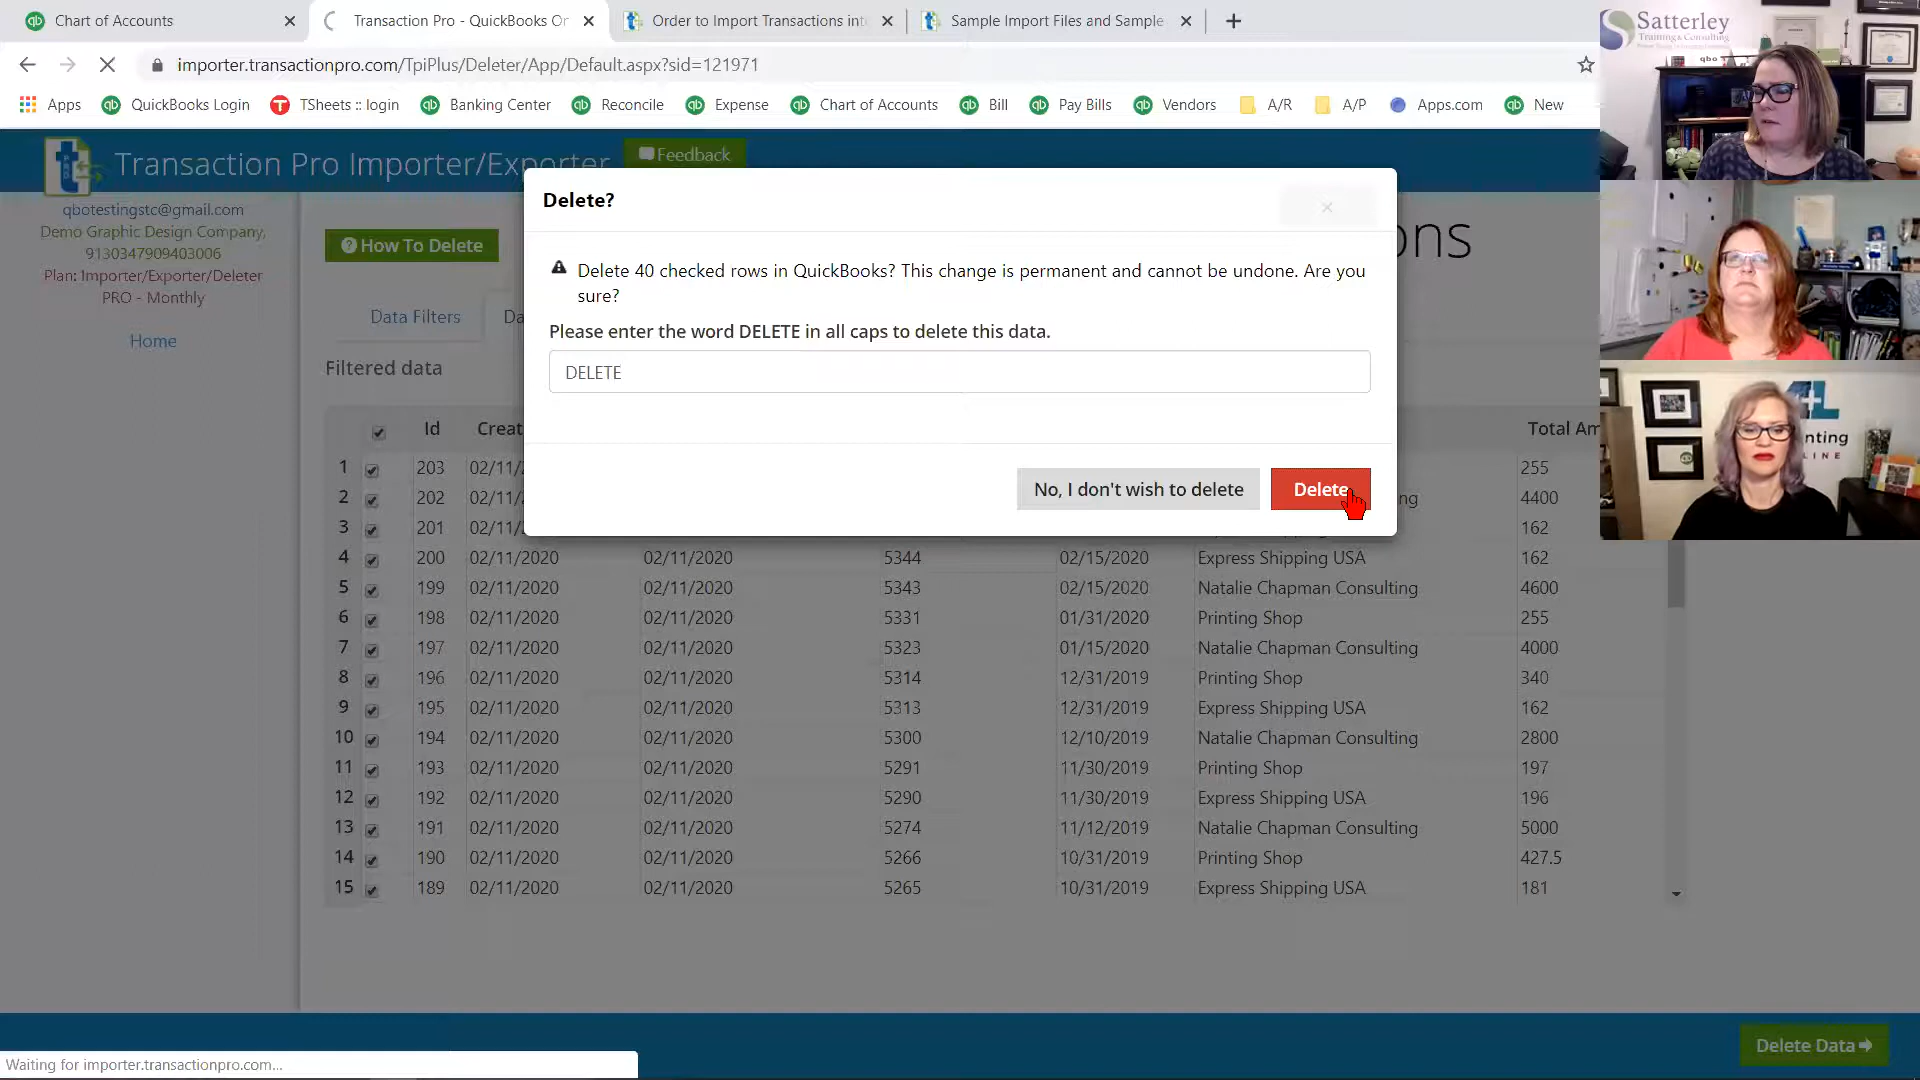 Chart of Accounts
Transaction Pro - QuickBooks On
Order to Import Transactions int
Sample Import Files and Sample
importer.transactionpro.com/TpiPlus/Deleter/App/Default.aspx?sid=121971
Apps QuickBooks Login TSheets :: login Banking Center Reconcile Expense Chart of Accounts Bill Pay Bills Vendors A/R A/P Apps.com New
Satterley
Training & Consulting
Transaction Pro Importer/Exporter
Feedback
qbotestingstc@gmail.com
Demo Graphic Design Company,
9130347909403006
Plan: Importer/Exporter/Deleter
PRO - Monthly
Home
How To Delete
ons
Data Filters Da
Filtered data
Delete?
Delete 40 checked rows in QuickBooks? This change is permanent and cannot be undone. Are you
sure?
Please enter the word DELETE in all caps to delete this data.
DELETE
No, I don't wish to delete
Delete
Id Creat Total Am
1 203 02/11/ 255
2 202 02/11/ ng 4400
3 201 02/11/ 162
4 200 02/11/2020 02/11/2020 5344 02/15/2020 Express Shipping USA 162
5 199 02/11/2020 02/11/2020 5343 02/15/2020 Natalie Chapman Consulting 4600
6 198 02/11/2020 02/11/2020 5331 01/31/2020 Printing Shop 255
7 197 02/11/2020 02/11/2020 5323 01/15/2020 Natalie Chapman Consulting 4000
8 196 02/11/2020 02/11/2020 5314 12/31/2019 Printing Shop 340
9 195 02/11/2020 02/11/2020 5313 12/31/2019 Express Shipping USA 162
10 194 02/11/2020 02/11/2020 5300 12/10/2019 Natalie Chapman Consulting 2800
11 193 02/11/2020 02/11/2020 5291 11/30/2019 Printing Shop 197
12 192 02/11/2020 02/11/2020 5290 11/30/2019 Express Shipping USA 196
13 191 02/11/2020 02/11/2020 5274 11/12/2019 Natalie Chapman Consulting 5000
14 190 02/11/2020 02/11/2020 5266 10/31/2019 Printing Shop 427.5
15 189 02/11/2020 02/11/2020 5265 10/31/2019 Express Shipping USA 181
qbo
4L
nting
LINE
Delete Data
Waiting for importer.transactionpro.com...